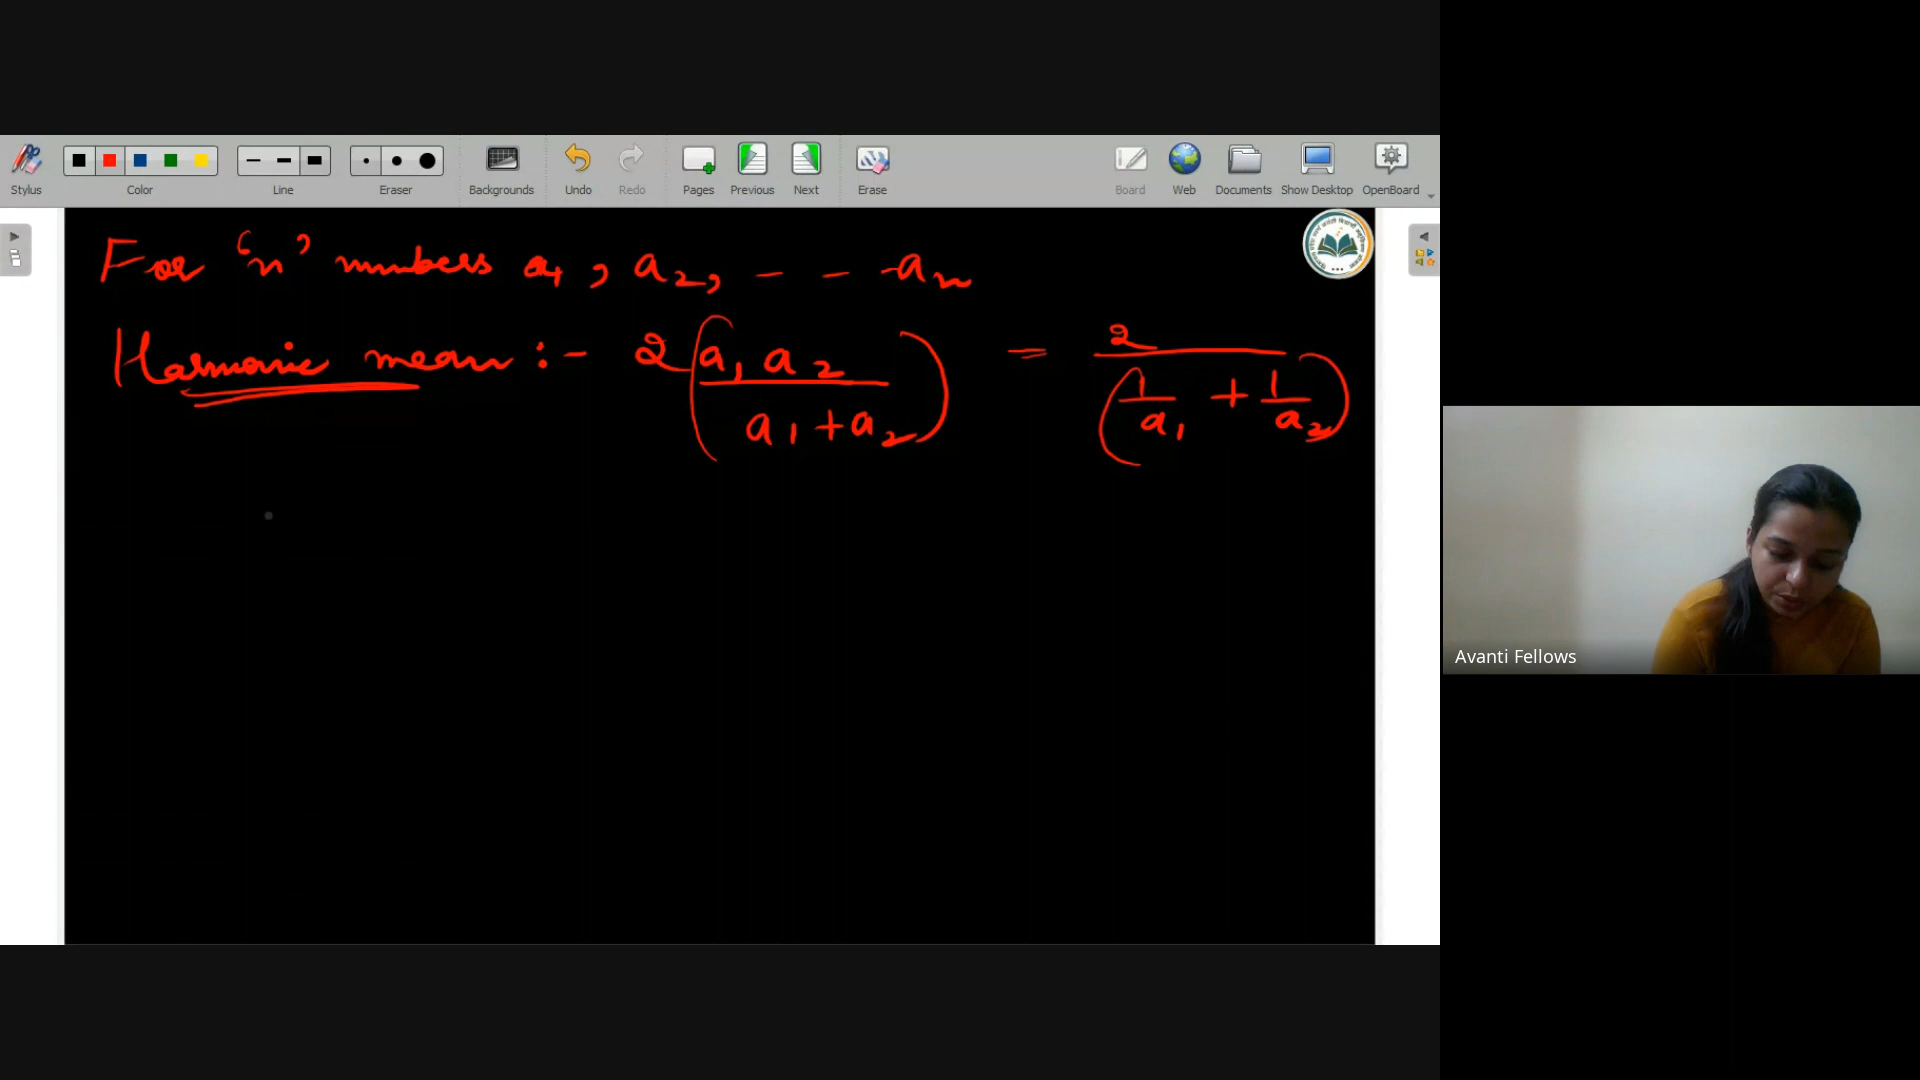 Stylus Color Line Eraser Backgrounds Undo Redo Pages Previous Next Erase Board Web Documents Show Desktop OpenBoard
For 'n' numbers a₁, a₂, - - - aₙ
Harmonic mean :- 2(a₁ a₂ / a₁ + a₂) = 2 / (1/a₁ + 1/a₂)
Avanti Fellows